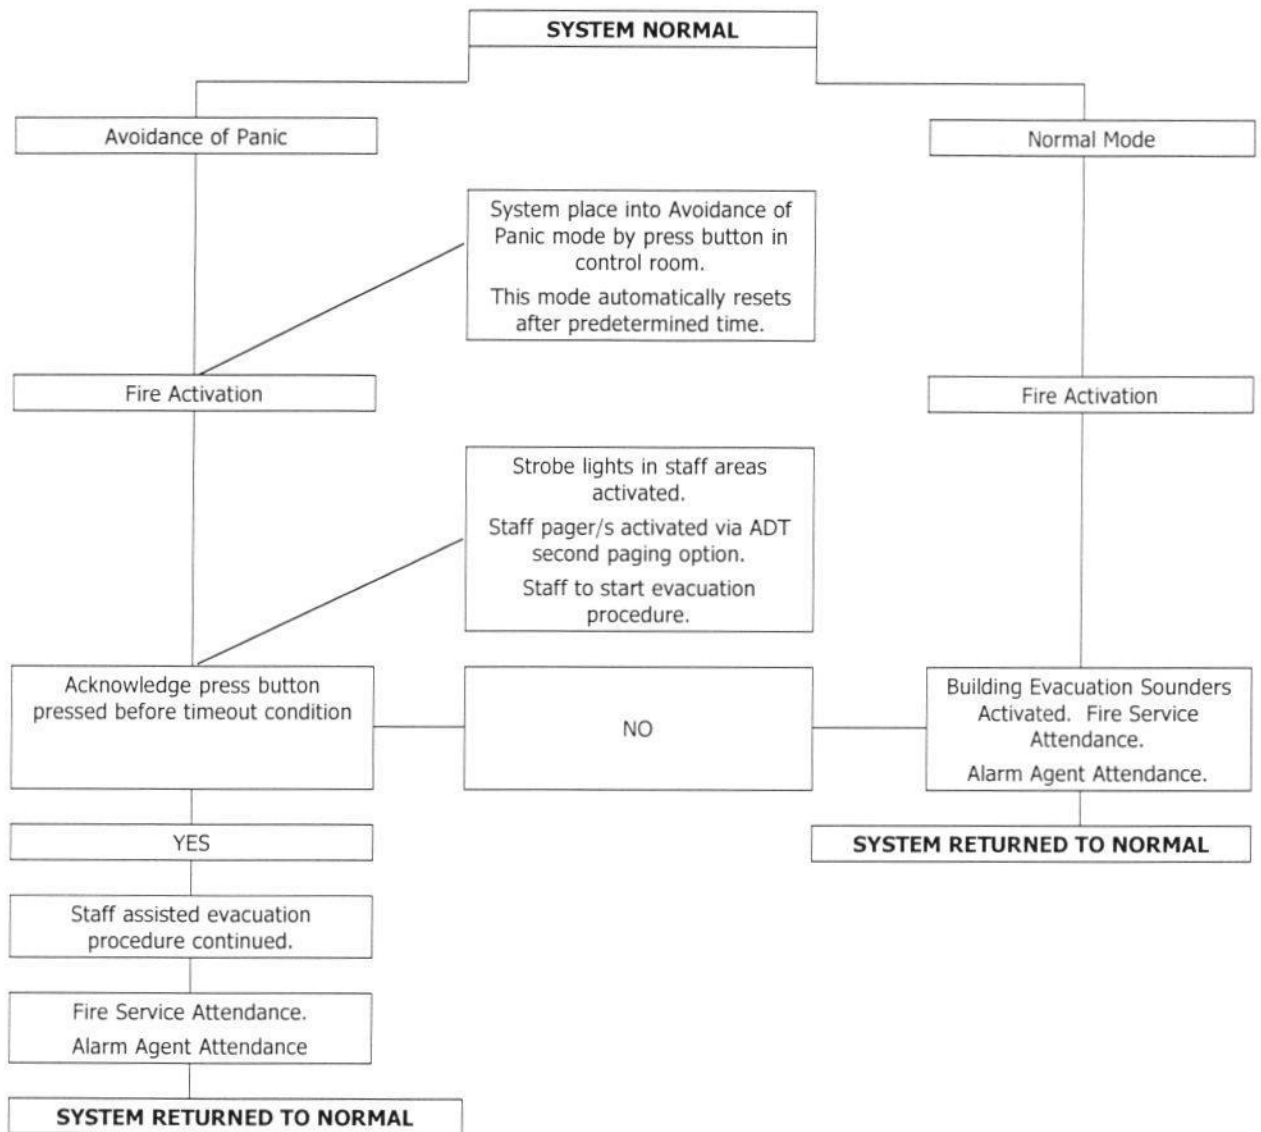 SYSTEM NORMAL
Avoidance of Panic
Normal Mode
System place into Avoidance of
Panic mode by press button in
control room.
This mode automatically resets
after predetermined time.
Fire Activation
Fire Activation
Strobe lights in staff areas
activated.
Staff pager/s activated via ADT
second paging option.
Staff to start evacuation
procedure.
Acknowledge press button
pressed before timeout condition
NO
Building Evacuation Sounders
Activated.  Fire Service
Attendance.
Alarm Agent Attendance.
YES
SYSTEM RETURNED TO NORMAL
Staff assisted evacuation
procedure continued.
Fire Service Attendance.
Alarm Agent Attendance
SYSTEM RETURNED TO NORMAL